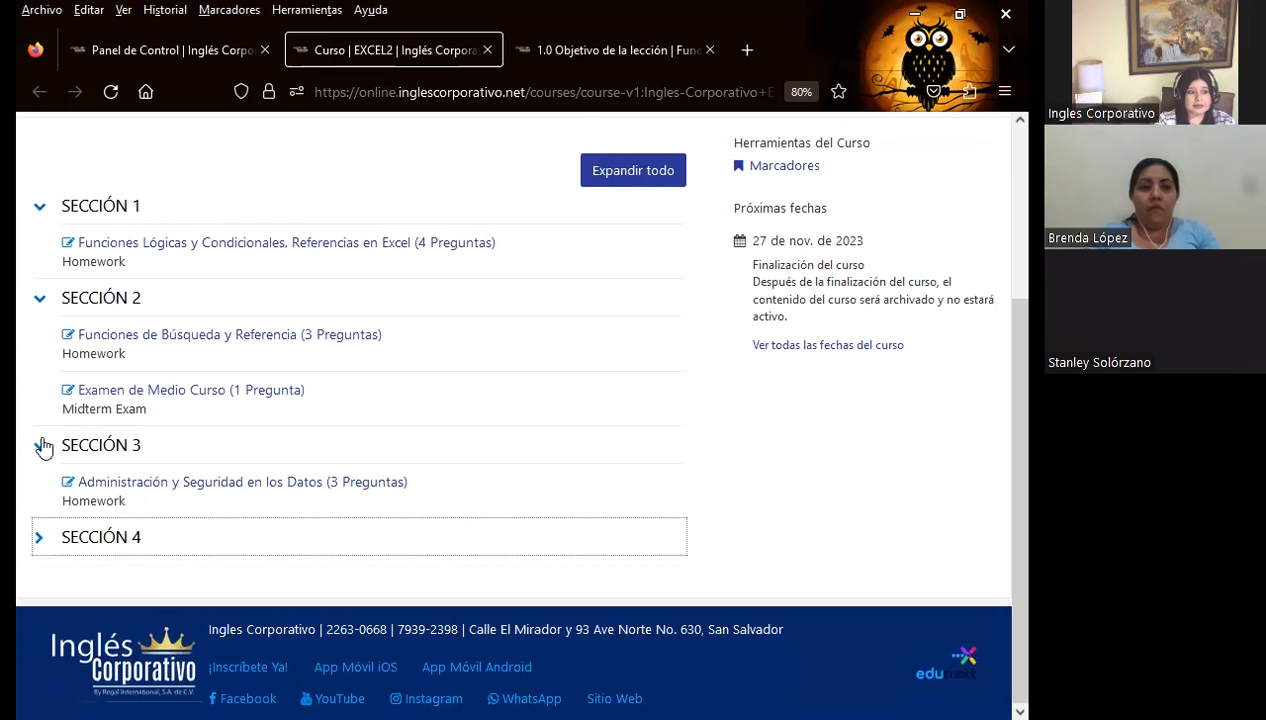 Archivo Editar Ver Historial Marcadores Herramientas Ayuda
Panel de Control | Inglés Corpo
Curso | EXCEL2 | Inglés Corpora
1.0 Objetivo de la lección | Fun
https://online.inglescorporativo.net/courses/course-v1:Ingles-Corporativo+E
80%
Expandir todo
SECCIÓN 1
Funciones Lógicas y Condicionales, Referencias en Excel (4 Preguntas)
Homework
SECCIÓN 2
Funciones de Búsqueda y Referencia (3 Preguntas)
Homework
Examen de Medio Curso (1 Pregunta)
Midterm Exam
SECCIÓN 3
Administración y Seguridad en los Datos (3 Preguntas)
Homework
SECCIÓN 4
Herramientas del Curso
Marcadores
Próximas fechas
27 de nov. de 2023
Finalización del curso
Después de la finalización del curso, el
contenido del curso será archivado y no estará
activo.
Ver todas las fechas del curso
Inglés
Corporativo
By Regal International, S.A. de C.V.
Ingles Corporativo | 2263-0668 | 7939-2398 | Calle El Mirador y 93 Ave Norte No. 630, San Salvador
¡Inscríbete Ya! App Móvil iOS App Móvil Android
Facebook YouTube Instagram WhatsApp Sitio Web
Ingles Corporativo
Brenda López
Stanley Solórzano